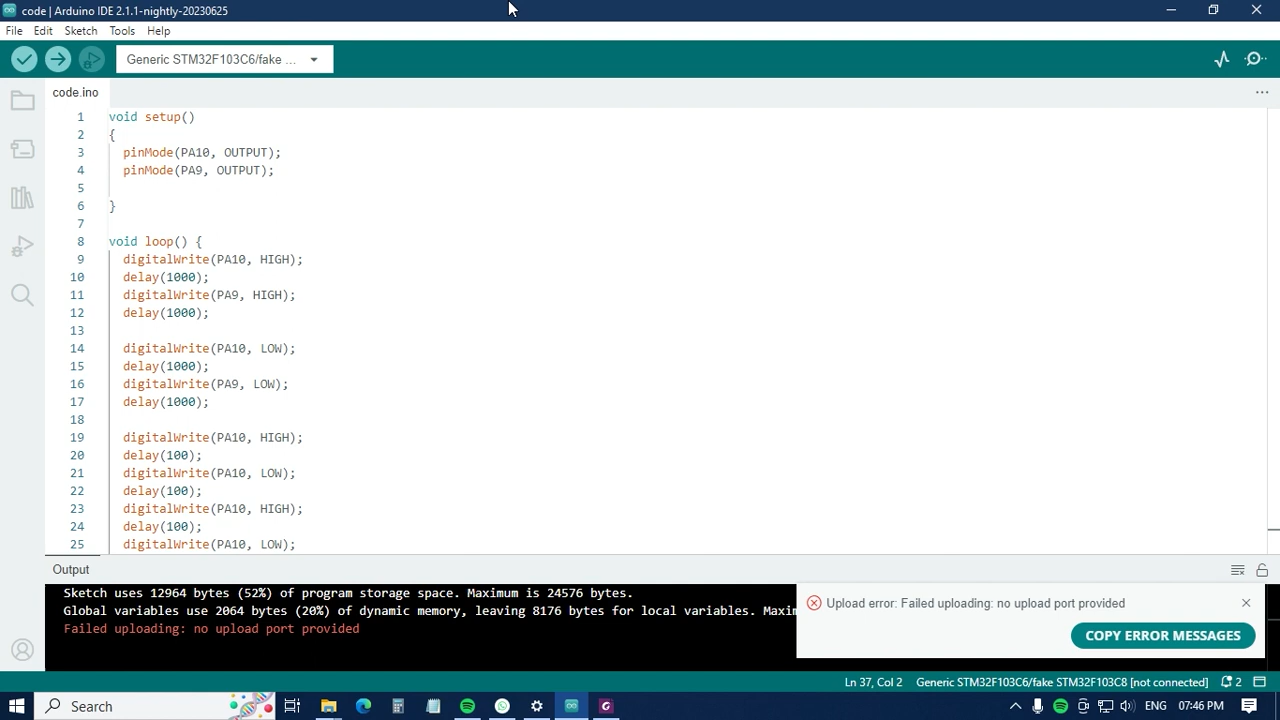 code | Arduino IDE 2.1.1-nightly-20230625
File Edit Sketch Tools Help
Generic STM32F103C6/fake ...
code.ino
1 void setup()
2 {
3 pinMode(PA10, OUTPUT);
4 pinMode(PA9, OUTPUT);
5
6 }
7
8 void loop() {
9 digitalWrite(PA10, HIGH);
10 delay(1000);
11 digitalWrite(PA9, HIGH);
12 delay(1000);
13
14 digitalWrite(PA10, LOW);
15 delay(1000);
16 digitalWrite(PA9, LOW);
17 delay(1000);
18
19 digitalWrite(PA10, HIGH);
20 delay(100);
21 digitalWrite(PA10, LOW);
22 delay(100);
23 digitalWrite(PA10, HIGH);
24 delay(100);
25 digitalWrite(PA10, LOW);
Output
Sketch uses 12964 bytes (52%) of program storage space. Maximum is 24576 bytes.
Global variables use 2064 bytes (20%) of dynamic memory, leaving 8176 bytes for local variables.
Failed uploading: no upload port provided
Upload error: Failed uploading: no upload port provided
COPY ERROR MESSAGES
Ln 37, Col 2 Generic STM32F103C6/fake STM32F103C8 [not connected] 2
Search ENG 07:46 PM